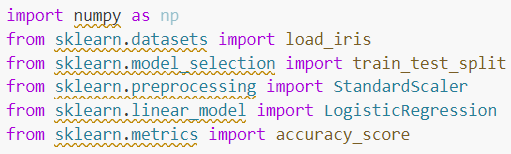 import numpy as np
from sklearn.datasets import load_iris
from sklearn.model_selection import train_test_split
from sklearn.preprocessing import StandardScaler
from sklearn.linear_model import LogisticRegression
from sklearn.metrics import accuracy_score